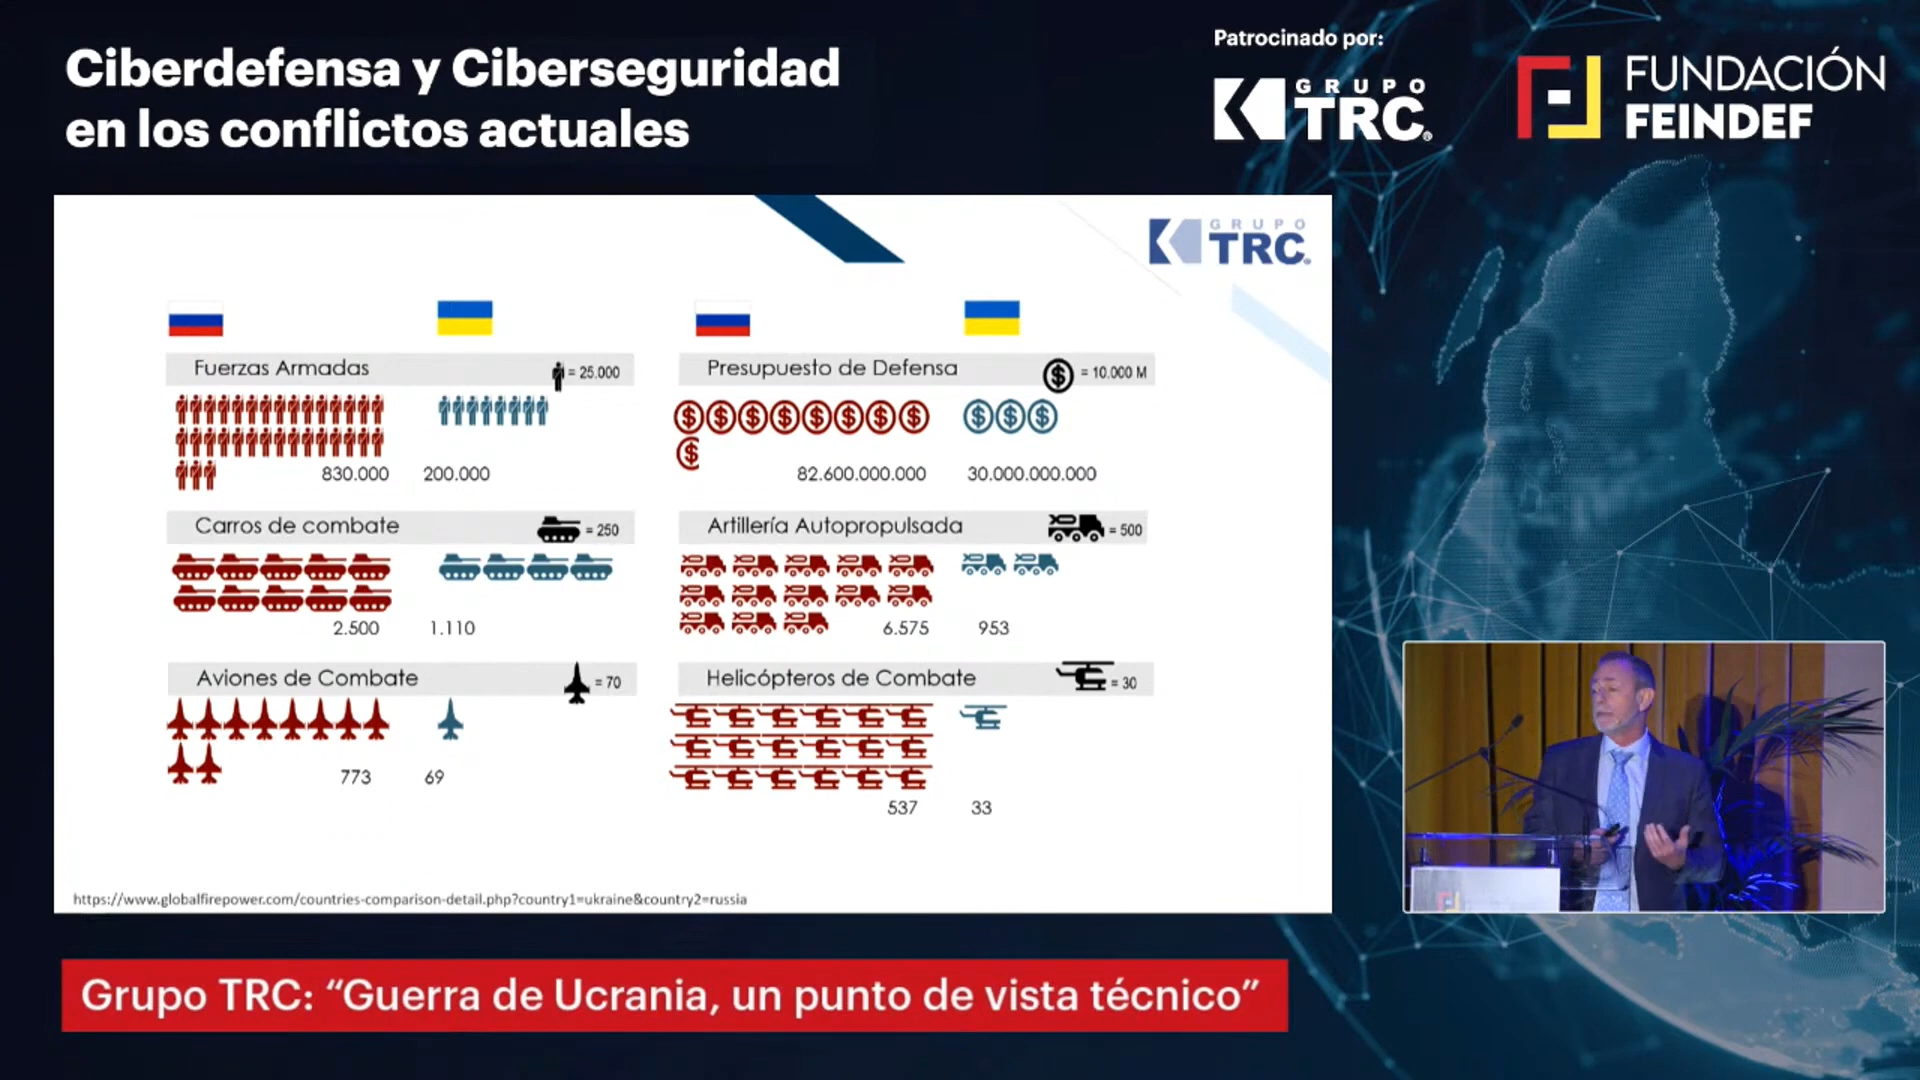 Ciberdefensa y Ciberseguridad
en los conflictos actuales
Patrocinado por:
GRUPO
TRC®
FUNDACIÓN
FEINDEF
GRUPO
TRC®
Fuerzas Armadas
= 25.000
830.000
200.000
Presupuesto de Defensa
$ = 10.000 M
$ $ $ $ $ $ $ $
$ $ $
$
82.600.000.000
30.000.000.000
Carros de combate
= 250
2.500
1.110
Artillería Autopropulsada
= 500
6.575
953
Aviones de Combate
= 70
773
69
Helicópteros de Combate
= 30
537
33
https://www.globalfirepower.com/countries-comparison-detail.php?country1=ukraine&country2=russia
Grupo TRC: “Guerra de Ucrania, un punto de vista técnico”